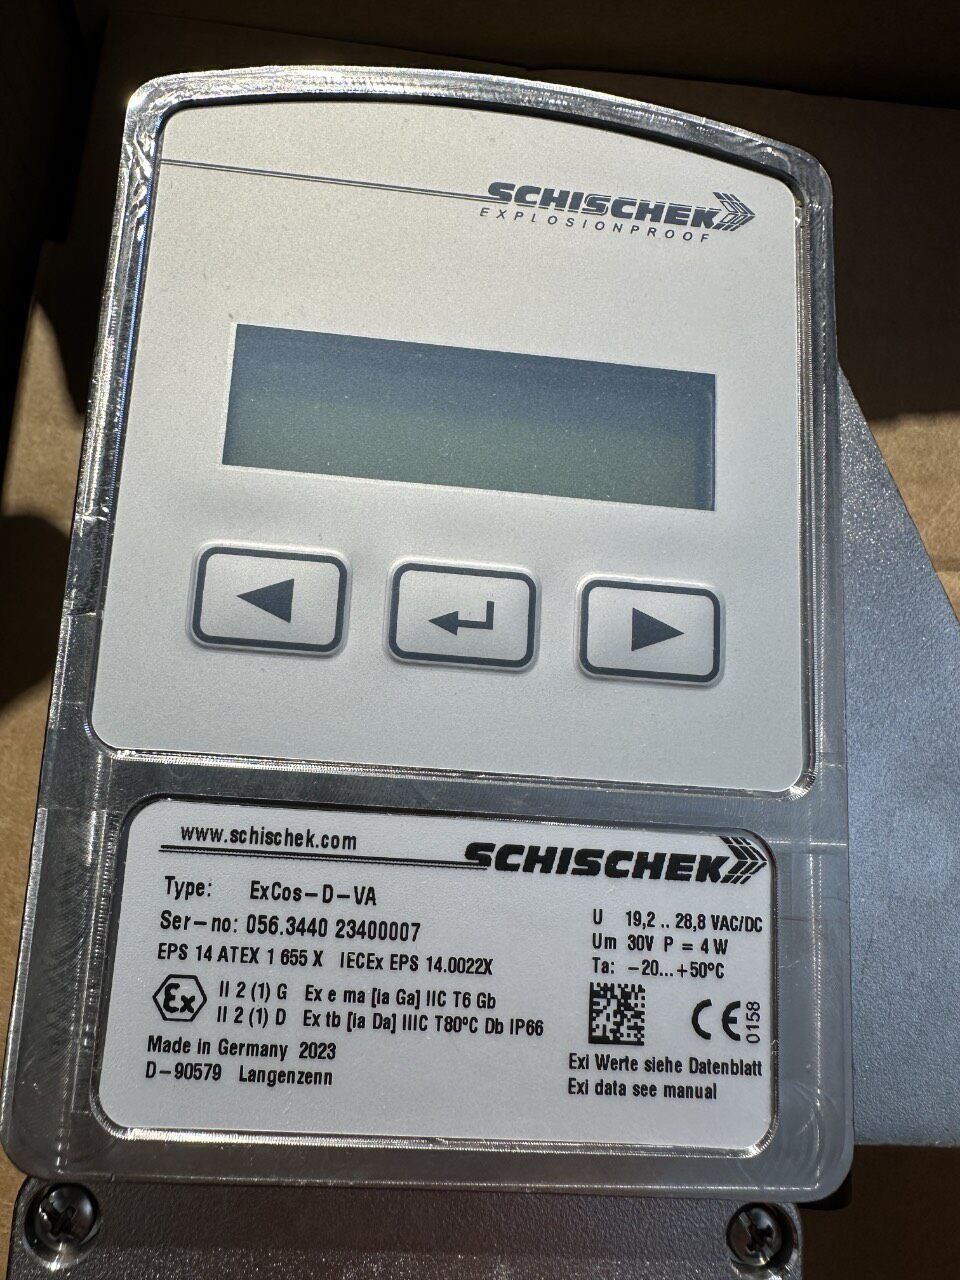 SCHISCHEK
EXPLOSIONPROOF
www.schischek.com
SCHISCHEK
Type: ExCos-D-VA
Ser-no: 056.3440 23400007
EPS 14 ATEX 1 655 X IECEx EPS 14.0022X
Ex II 2 (1) G Ex e ma [ia Ga] IIC T6 Gb
II 2 (1) D Ex tb [ia Da] IIIC T80°C Db IP66
Made in Germany 2023
D-90579 Langenzenn
U 19,2 .. 28,8 VAC/DC
Um 30V P = 4 W
Ta: -20...+50°C
CE 0158
Exi Werte siehe Datenblatt
Exi data see manual